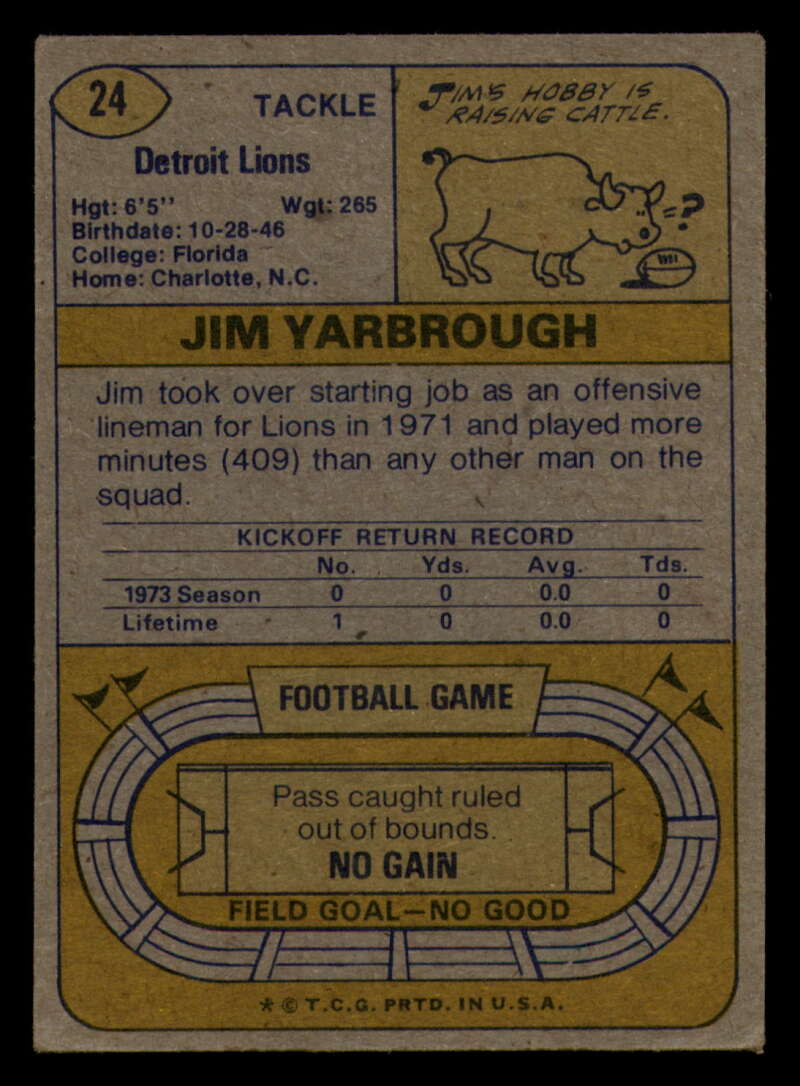 24
TACKLE
Detroit Lions
Hgt: 6'5" Wgt: 265
Birthdate: 10-28-46
College: Florida
Home: Charlotte, N.C.
JIM'S HOBBY IS
RAISING CATTLE.
=?
JIM YARBROUGH
Jim took over starting job as an offensive
lineman for Lions in 1971 and played more
minutes (409) than any other man on the
squad.
KICKOFF RETURN RECORD
No. Yds. Avg. Tds.
1973 Season 0 0 0.0 0
Lifetime 1 0 0.0 0
FOOTBALL GAME
Pass caught ruled
out of bounds.
NO GAIN
FIELD GOAL—NO GOOD
* © T.C.G. PRTD. IN U.S.A.